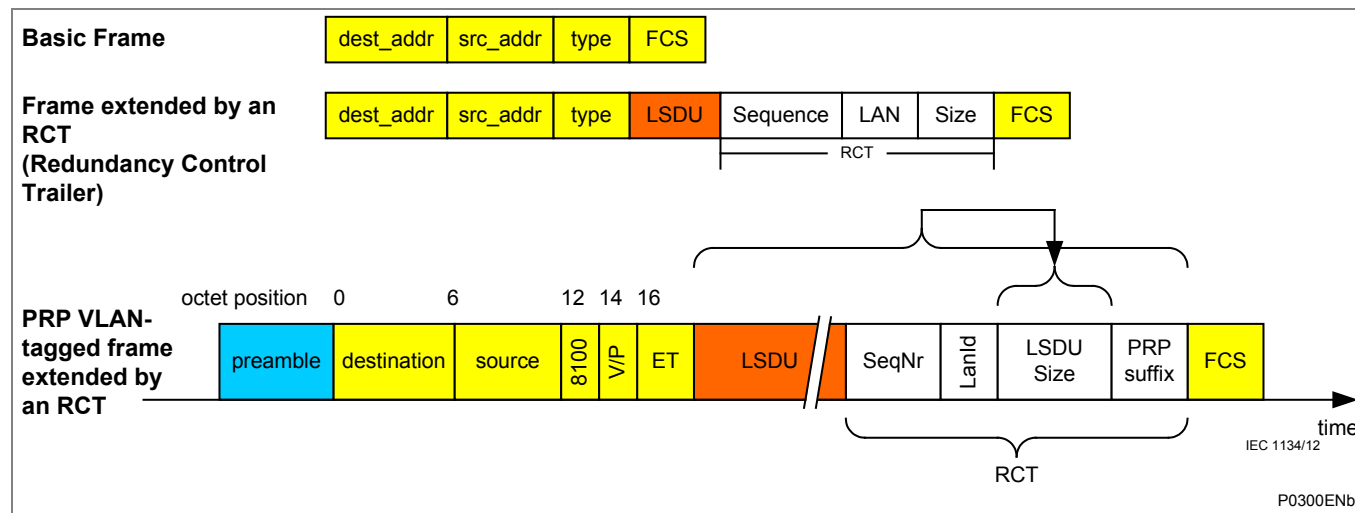 Basic Frame
dest_addr src_addr type FCS
Frame extended by an
RCT
(Redundancy Control
Trailer)
dest_addr src_addr type LSDU Sequence LAN Size FCS
RCT
octet position 0 6 12 14 16
PRP VLAN-
tagged frame
extended by
an RCT
preamble destination source 8100 V/P ET LSDU SeqNr LanId LSDU Size PRP suffix FCS
time
IEC 1134/12
RCT
P0300ENb